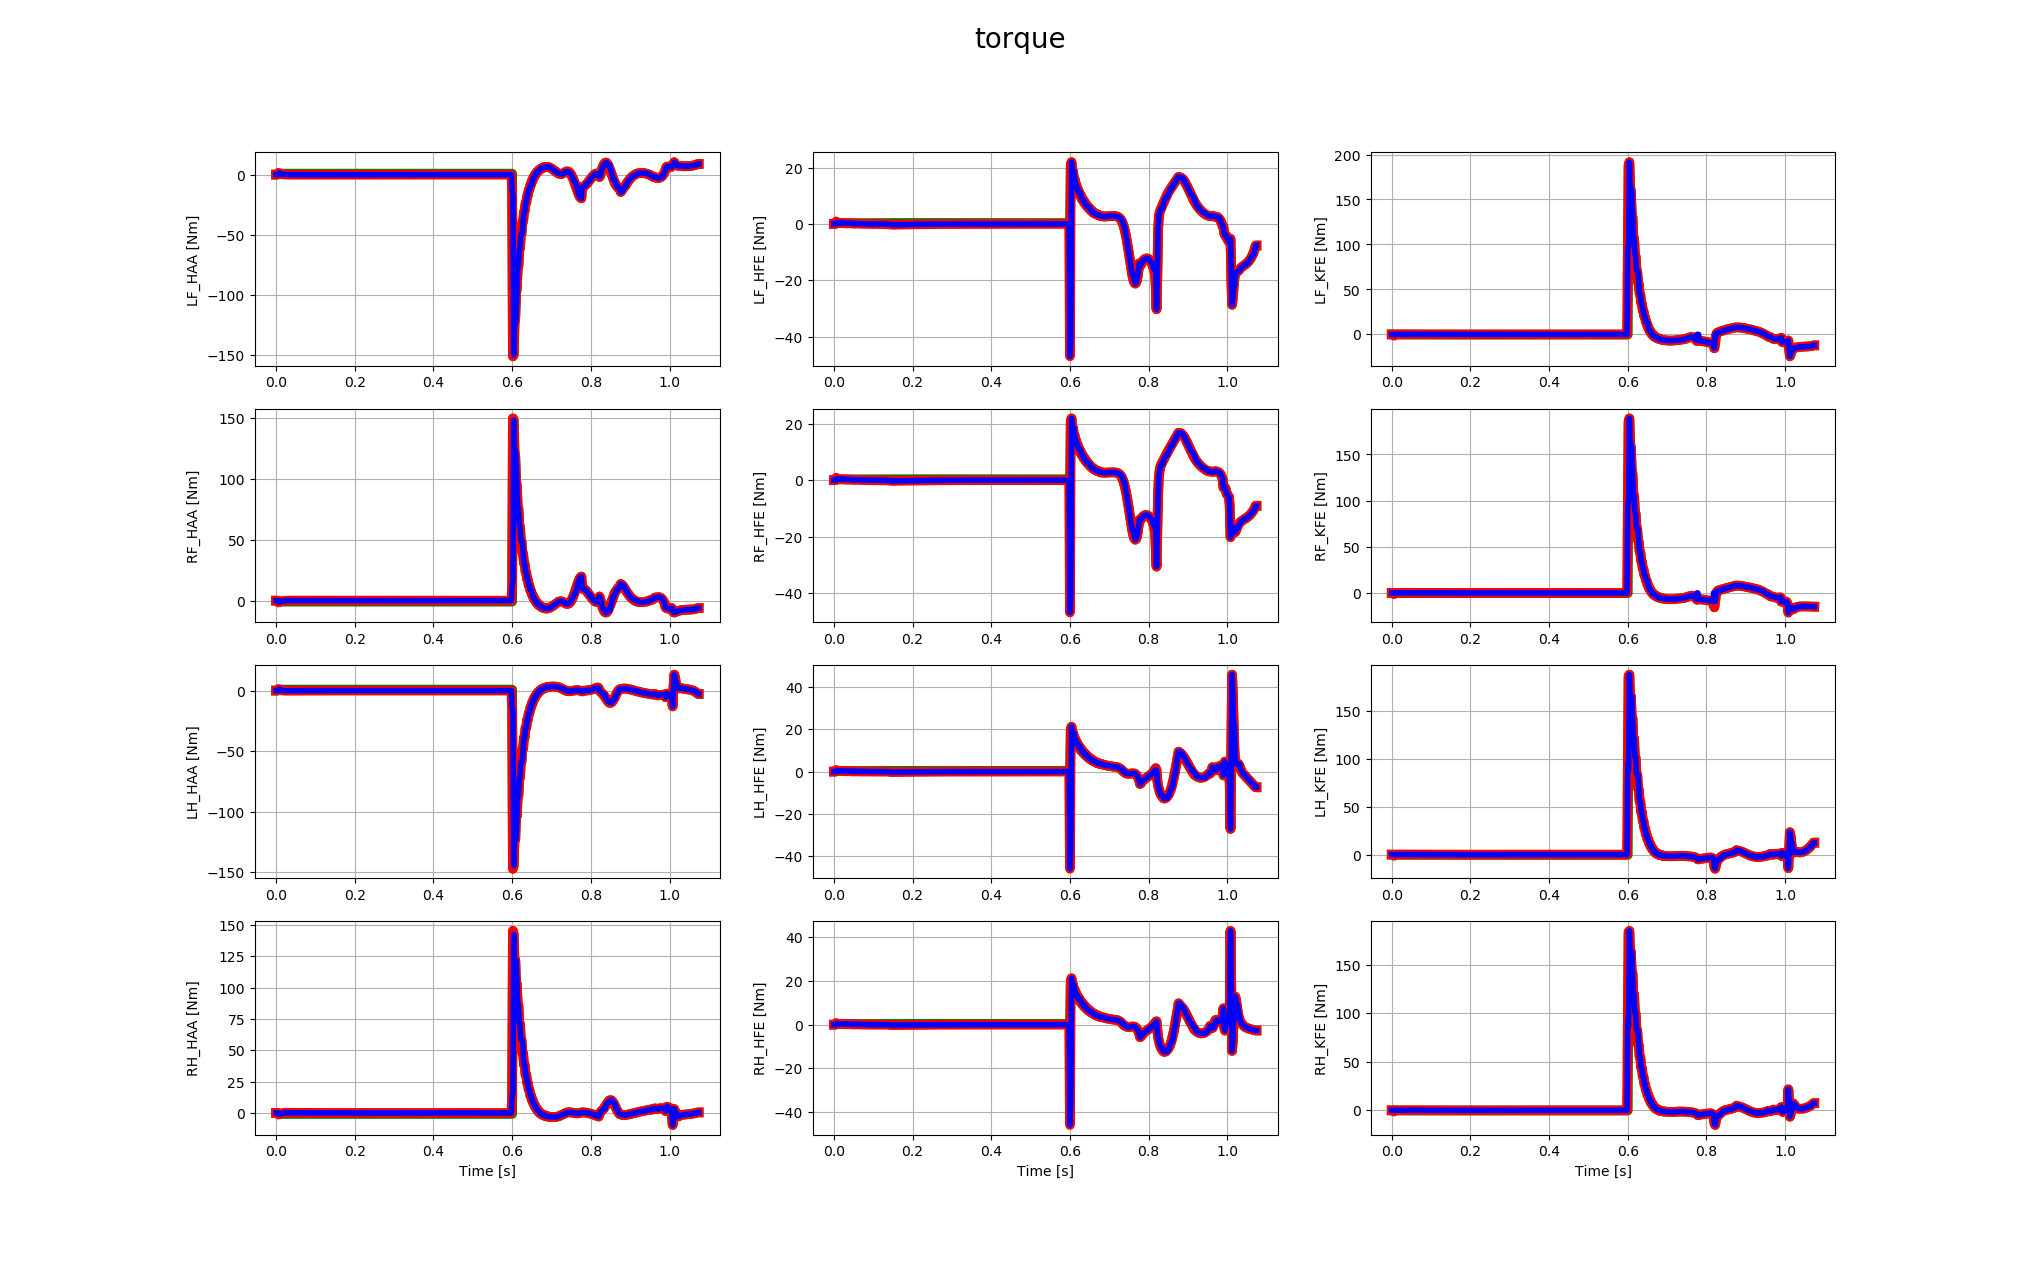 torque
LF_HAA [Nm]
0
−50
−100
−150
0.0 0.2 0.4 0.6 0.8 1.0
LF_HFE [Nm]
20
0
−20
−40
0.0 0.2 0.4 0.6 0.8 1.0
LF_KFE [Nm]
200
150
100
50
0
0.0 0.2 0.4 0.6 0.8 1.0
RF_HAA [Nm]
150
100
50
0
0.0 0.2 0.4 0.6 0.8 1.0
RF_HFE [Nm]
20
0
−20
−40
0.0 0.2 0.4 0.6 0.8 1.0
RF_KFE [Nm]
150
100
50
0
0.0 0.2 0.4 0.6 0.8 1.0
LH_HAA [Nm]
0
−50
−100
−150
0.0 0.2 0.4 0.6 0.8 1.0
LH_HFE [Nm]
40
20
0
−20
−40
0.0 0.2 0.4 0.6 0.8 1.0
LH_KFE [Nm]
150
100
50
0
0.0 0.2 0.4 0.6 0.8 1.0
RH_HAA [Nm]
150
125
100
75
50
25
0
0.0 0.2 0.4 0.6 0.8 1.0
Time [s]
RH_HFE [Nm]
40
20
0
−20
−40
0.0 0.2 0.4 0.6 0.8 1.0
Time [s]
RH_KFE [Nm]
150
100
50
0
0.0 0.2 0.4 0.6 0.8 1.0
Time [s]